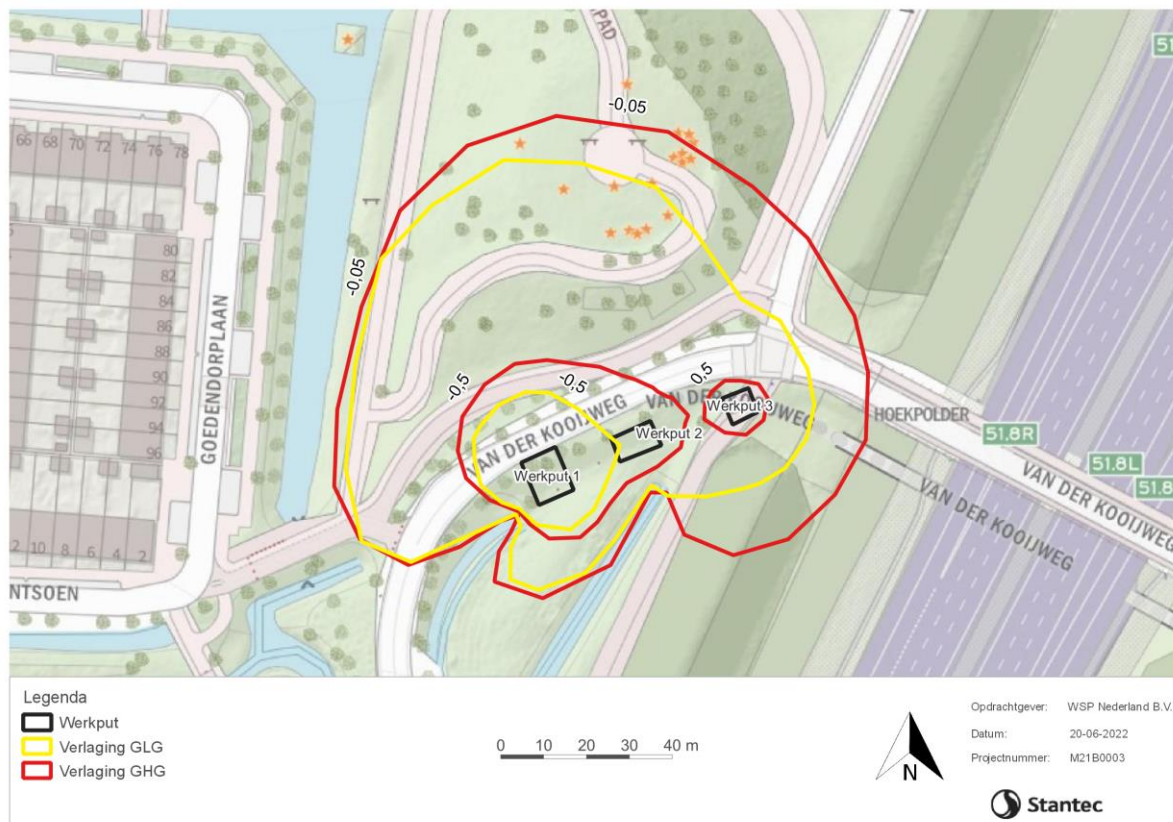 PAD
-0,05
51.
66 68 70 72 74 76 78
-0,05
80
82
84
86
88
90
92
94
96
GOEDENDORPLAAN
-0,5
-0,5
0,5
VAN DER KOOIJWEG
VAN DER KOOIJWEG
Werkput 3
Werkput 2
Werkput 1
HOEKPOLDER
51.8R
51.8L
51.8
VAN DER KOOIJWEG
VAN DER KOOIJWEG
12 10 8 6 4 2
NTSOEN
Legenda
Werkput
Verlaging GLG
Verlaging GHG
0 10 20 30 40 m
N
Opdrachtgever: WSP Nederland B.V.
Datum: 20-06-2022
Projectnummer: M21B0003
Stantec